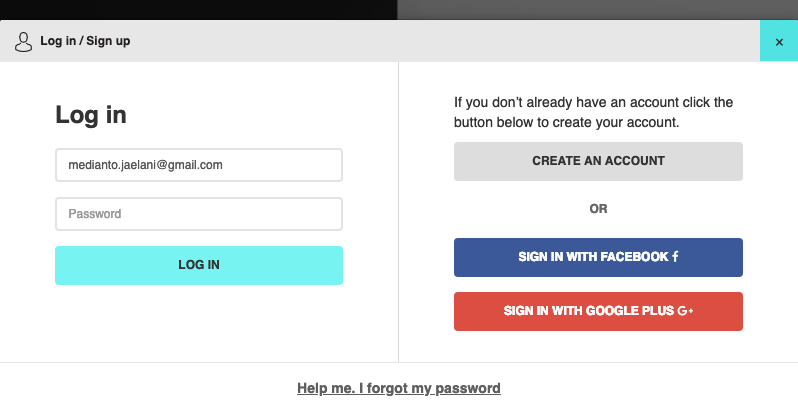 Log in / Sign up
×
Log in
medianto.jaelani@gmail.com
Password
LOG IN
If you don’t already have an account click the
button below to create your account.
CREATE AN ACCOUNT
OR
SIGN IN WITH FACEBOOK f
SIGN IN WITH GOOGLE PLUS G+
Help me. I forgot my password